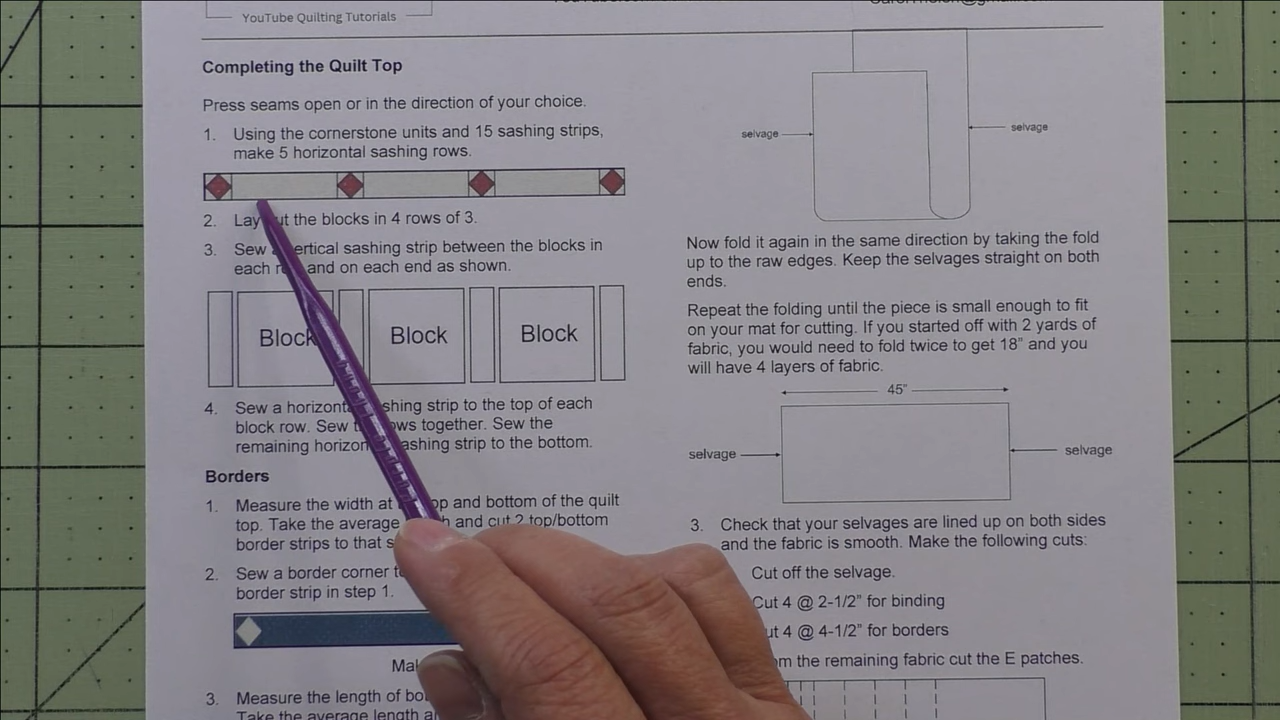 YouTube Quilting Tutorials
Completing the Quilt Top
Press seams open or in the direction of your choice.
1. Using the cornerstone units and 15 sashing strips,
make 5 horizontal sashing rows.
2. Lay the blocks in 4 rows of 3.
3. Sew vertical sashing strip between the blocks in
each and on each end as shown.
Block Block Block
4. Sew a strip to the top of each
block row. Sew together. Sew the
remaining strip to the bottom.
Borders
1. Measure the width at and bottom of the quilt
top. Take the average and cut 2 top/bottom
border strips to that
2. Sew a border corner
border strip in step 1.
3. Measure the length of
Take the average length
selvage selvage
Now fold it again in the same direction by taking the fold
up to the raw edges. Keep the selvages straight on both
ends.
Repeat the folding until the piece is small enough to fit
on your mat for cutting. If you started off with 2 yards of
fabric, you would need to fold twice to get 18” and you
will have 4 layers of fabric.
45”
selvage selvage
3. Check that your selvages are lined up on both sides
and the fabric is smooth. Make the following cuts:
Cut off the selvage.
Cut 4 @ 2-1/2” for binding
4 @ 4-1/2” for borders
the remaining fabric cut the E patches.